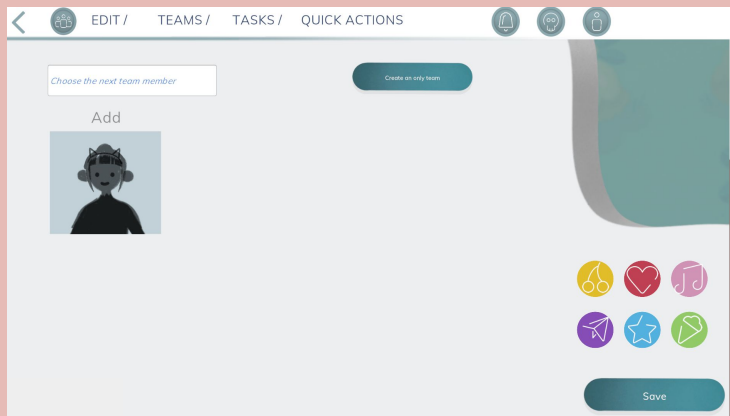 EDIT / TEAMS / TASKS / QUICK ACTIONS
Choose the next team member
Create an only team
Add
Save